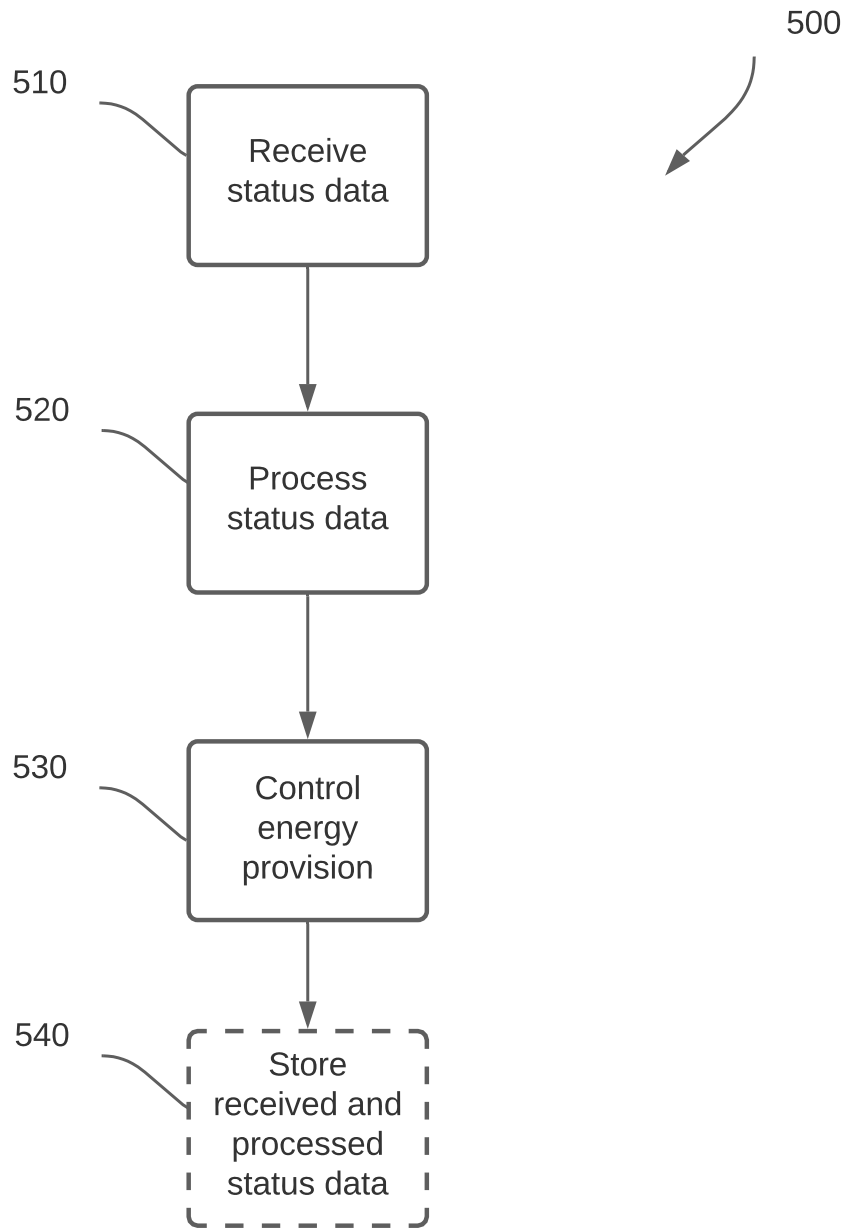 500
510
Receive
status data
520
Process
status data
530
Control
energy
provision
540
Store
received and
processed
status data